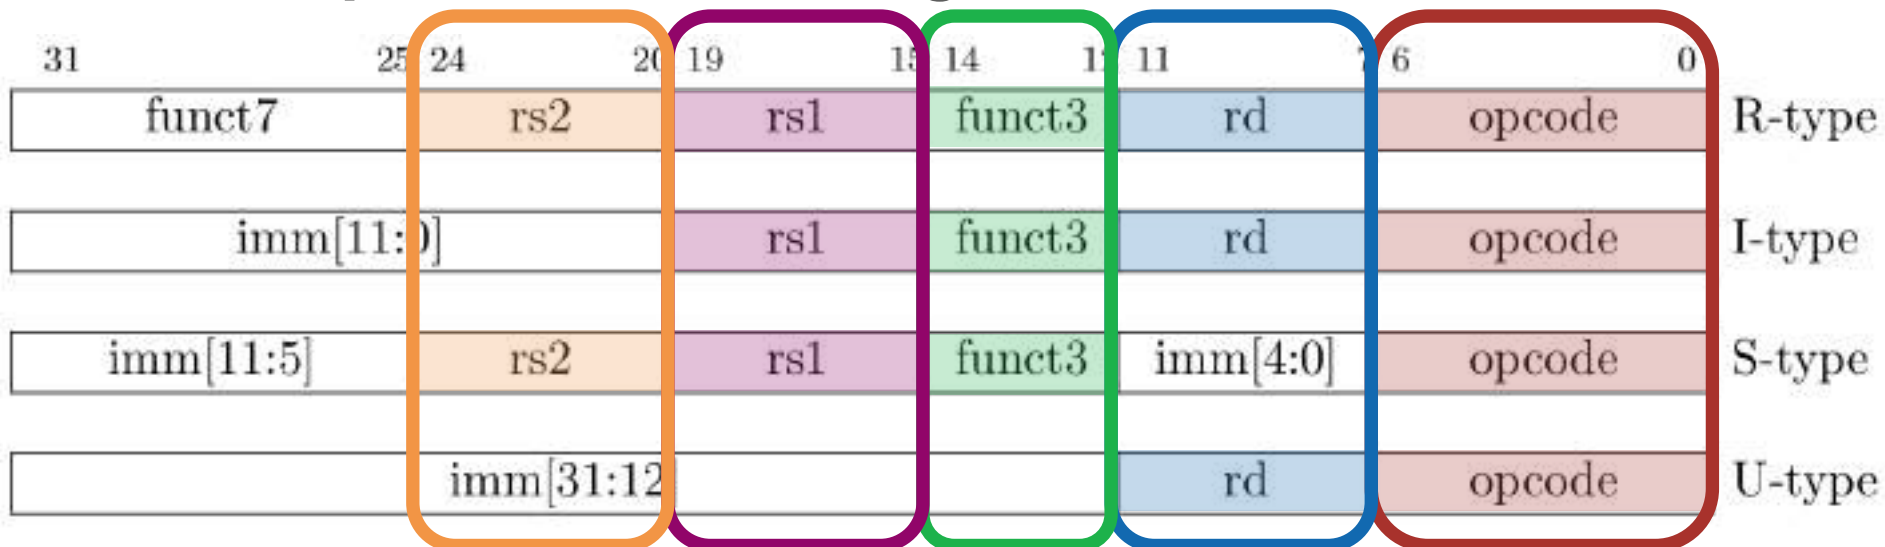 31 25 24 20 19 15 14 12 11 7 6 0
funct7 rs2 rs1 funct3 rd opcode R-type
imm[11:0] rs1 funct3 rd opcode I-type
imm[11:5] rs2 rs1 funct3 imm[4:0] opcode S-type
imm[31:12] rd opcode U-type